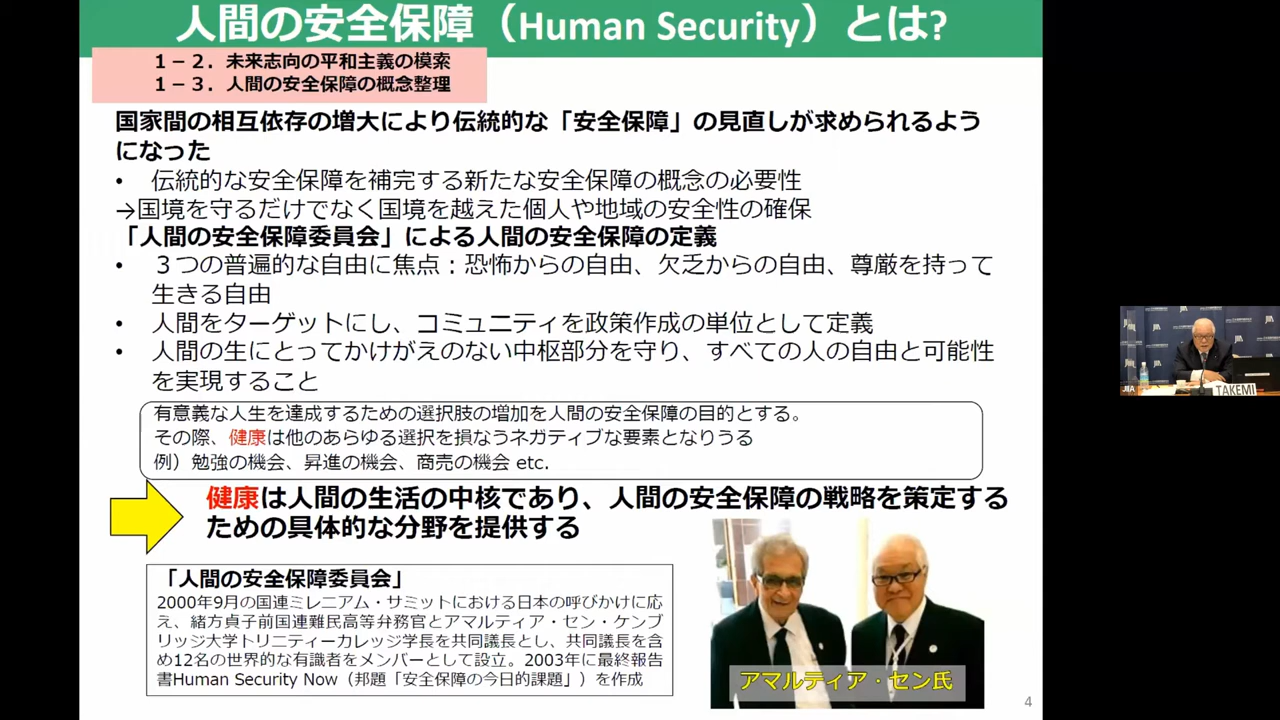 人間の安全保障（Human Security）とは?
１－２．未来志向の平和主義の模索
１－３．人間の安全保障の概念整理
国家間の相互依存の増大により伝統的な「安全保障」の見直しが求められるよう
になった
• 伝統的な安全保障を補完する新たな安全保障の概念の必要性
→国境を守るだけでなく国境を越えた個人や地域の安全性の確保
「人間の安全保障委員会」による人間の安全保障の定義
• ３つの普遍的な自由に焦点：恐怖からの自由、欠乏からの自由、尊厳を持って
生きる自由
• 人間をターゲットにし、コミュニティを政策作成の単位として定義
• 人間の生にとってかけがえのない中枢部分を守り、すべての人の自由と可能性
を実現すること
有意義な人生を達成するための選択肢の増加を人間の安全保障の目的とする。
その際、健康は他のあらゆる選択を損なうネガティブな要素となりうる
例）勉強の機会、昇進の機会、商売の機会 etc.
健康は人間の生活の中核であり、人間の安全保障の戦略を策定する
ための具体的な分野を提供する
「人間の安全保障委員会」
2000年9月の国連ミレニアム・サミットにおける日本の呼びかけに応
え、緒方貞子前国連難民高等弁務官とアマルティア・セン・ケンブ
リッジ大学トリニティーカレッジ学長を共同議長とし、共同議長を含
め12名の世界的な有識者をメンバーとして設立。2003年に最終報告
書Human Security Now（邦題「安全保障の今日的課題」）を作成
アマルティア・セン氏
4
JIIA
TAKEMI